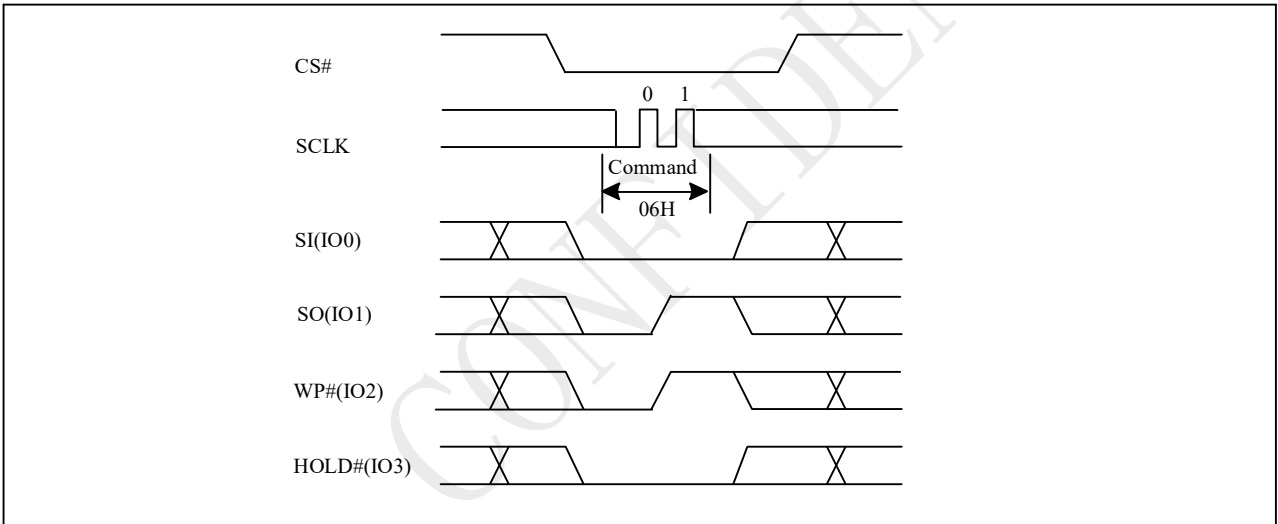 CS#
0 1
SCLK
Command
06H
SI(IO0)
SO(IO1)
WP#(IO2)
HOLD#(IO3)